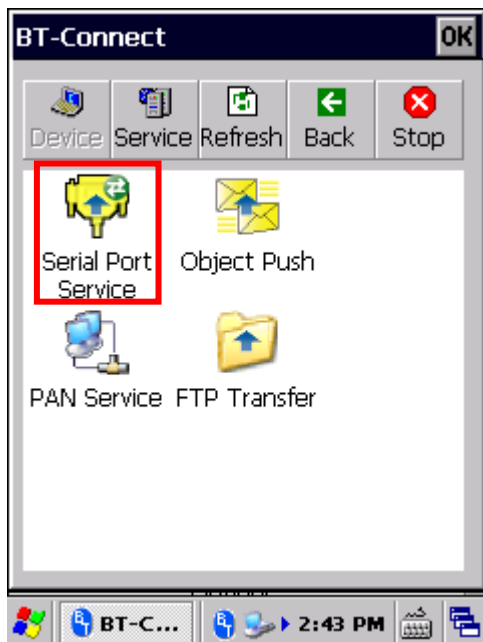 BT-Connect OK
Device Service Refresh Back Stop
Serial Port Service
Object Push
PAN Service FTP Transfer
BT-C... 2:43 PM